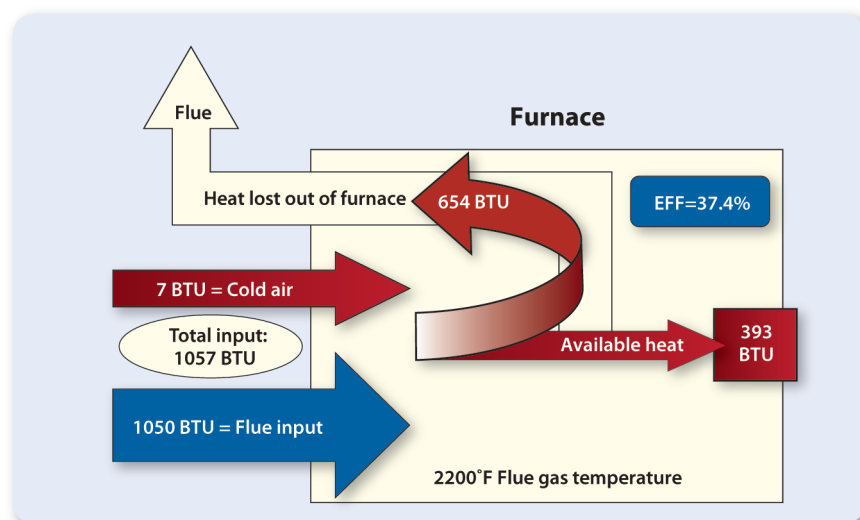 Furnace
Flue
Heat lost out of furnace
654 BTU
EFF=37.4%
7 BTU = Cold air
Total input:
1057 BTU
Available heat
393
BTU
1050 BTU = Flue input
2200˚F Flue gas temperature